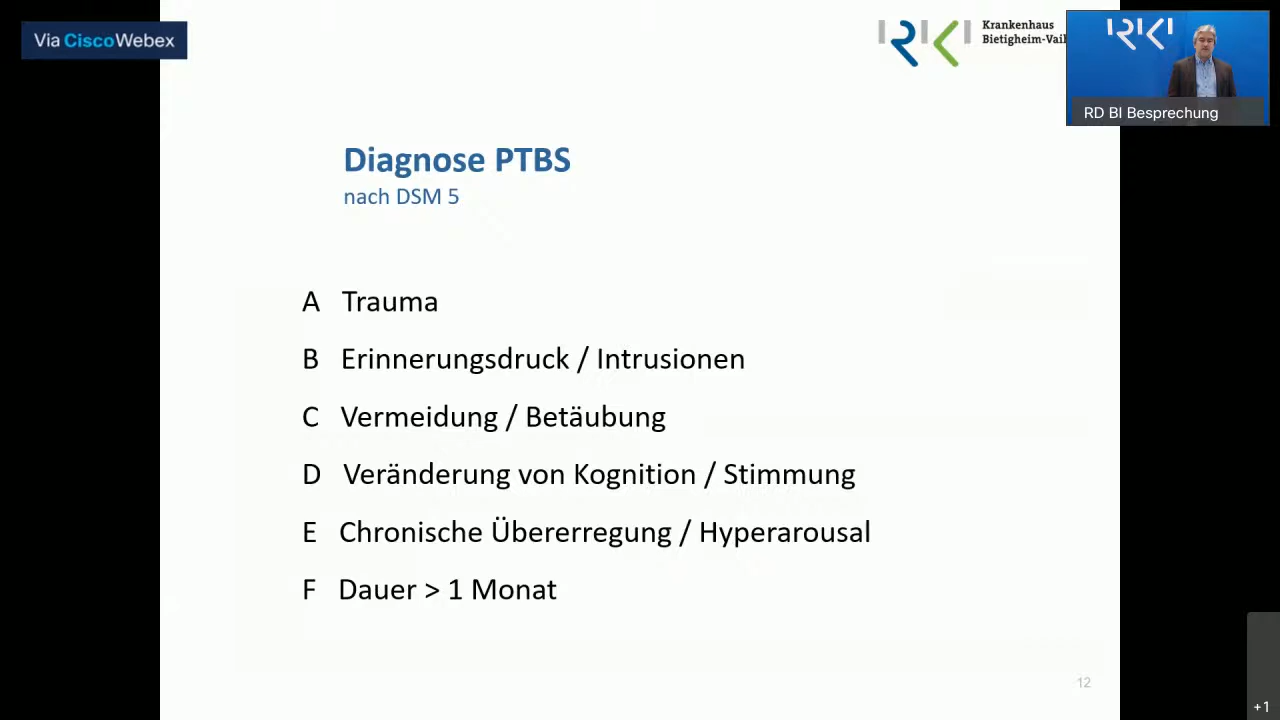 Via CiscoWebex
Krankenhaus
Bietigheim-Vaih
RD BI Besprechung
Diagnose PTBS
nach DSM 5
A Trauma
B Erinnerungsdruck / Intrusionen
C Vermeidung / Betäubung
D Veränderung von Kognition / Stimmung
E Chronische Übererregung / Hyperarousal
F Dauer > 1 Monat
12
+1